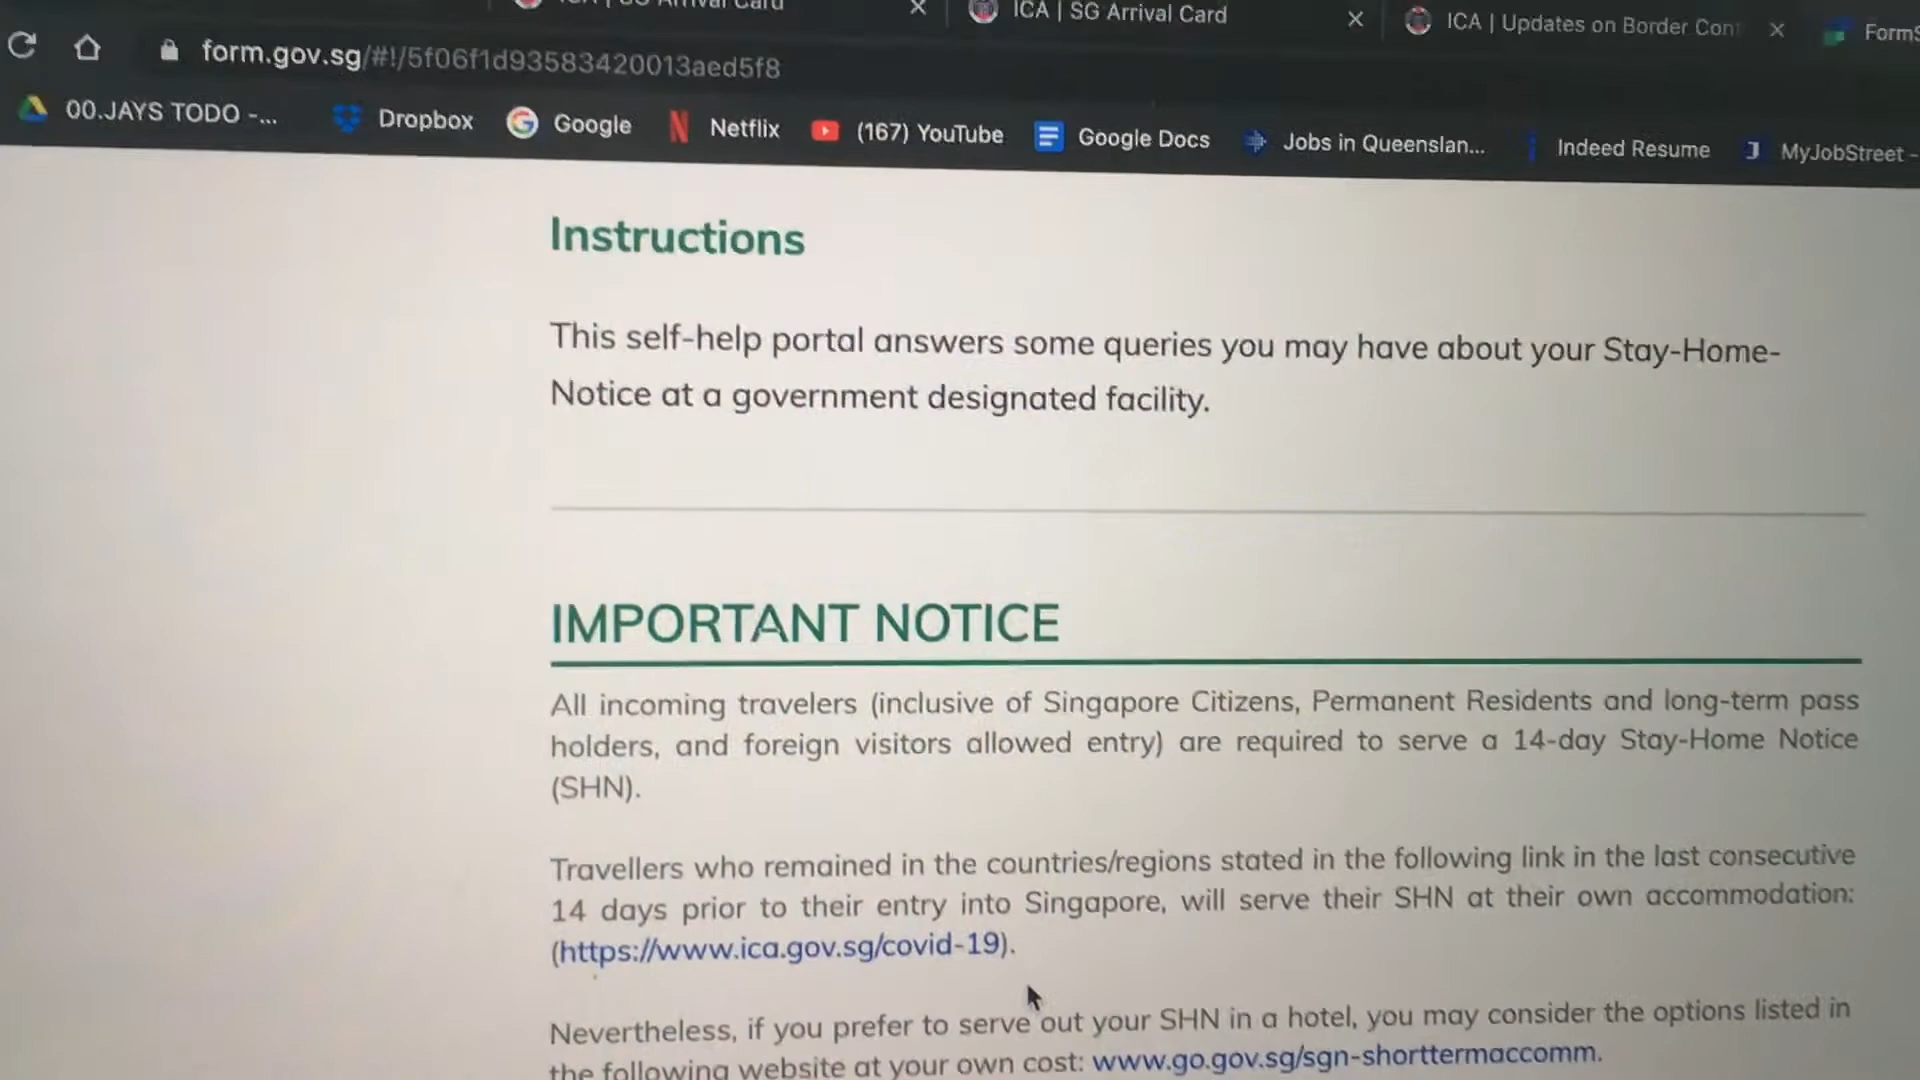 ICA | SG Arrival Card
ICA | SG Arrival Card
ICA | Updates on Border Con
FormS
form.gov.sg/#!/5f06f1d93583420013aed5f8
00.JAYS TODO -...
Dropbox
Google
Netflix
(167) YouTube
Google Docs
Jobs in Queenslan...
Indeed Resume
MyJobStreet -
Instructions
This self-help portal answers some queries you may have about your Stay-Home-
Notice at a government designated facility.
IMPORTANT NOTICE
All incoming travelers (inclusive of Singapore Citizens, Permanent Residents and long-term pass
holders, and foreign visitors allowed entry) are required to serve a 14-day Stay-Home Notice
(SHN).
Travellers who remained in the countries/regions stated in the following link in the last consecutive
14 days prior to their entry into Singapore, will serve their SHN at their own accommodation:
(https://www.ica.gov.sg/covid-19).
Nevertheless, if you prefer to serve out your SHN in a hotel, you may consider the options listed in
the following website at your own cost: www.go.gov.sg/sgn-shorttermaccomm.